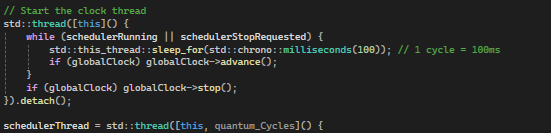 // Start the clock thread
std::thread([this]() {
    while (schedulerRunning || schedulerStopRequested) {
        std::this_thread::sleep_for(std::chrono::milliseconds(100)); // 1 cycle = 100ms
        if (globalClock) globalClock->advance();
    }
    if (globalClock) globalClock->stop();
}).detach();
schedulerThread = std::thread([this, quantum_Cycles]() {